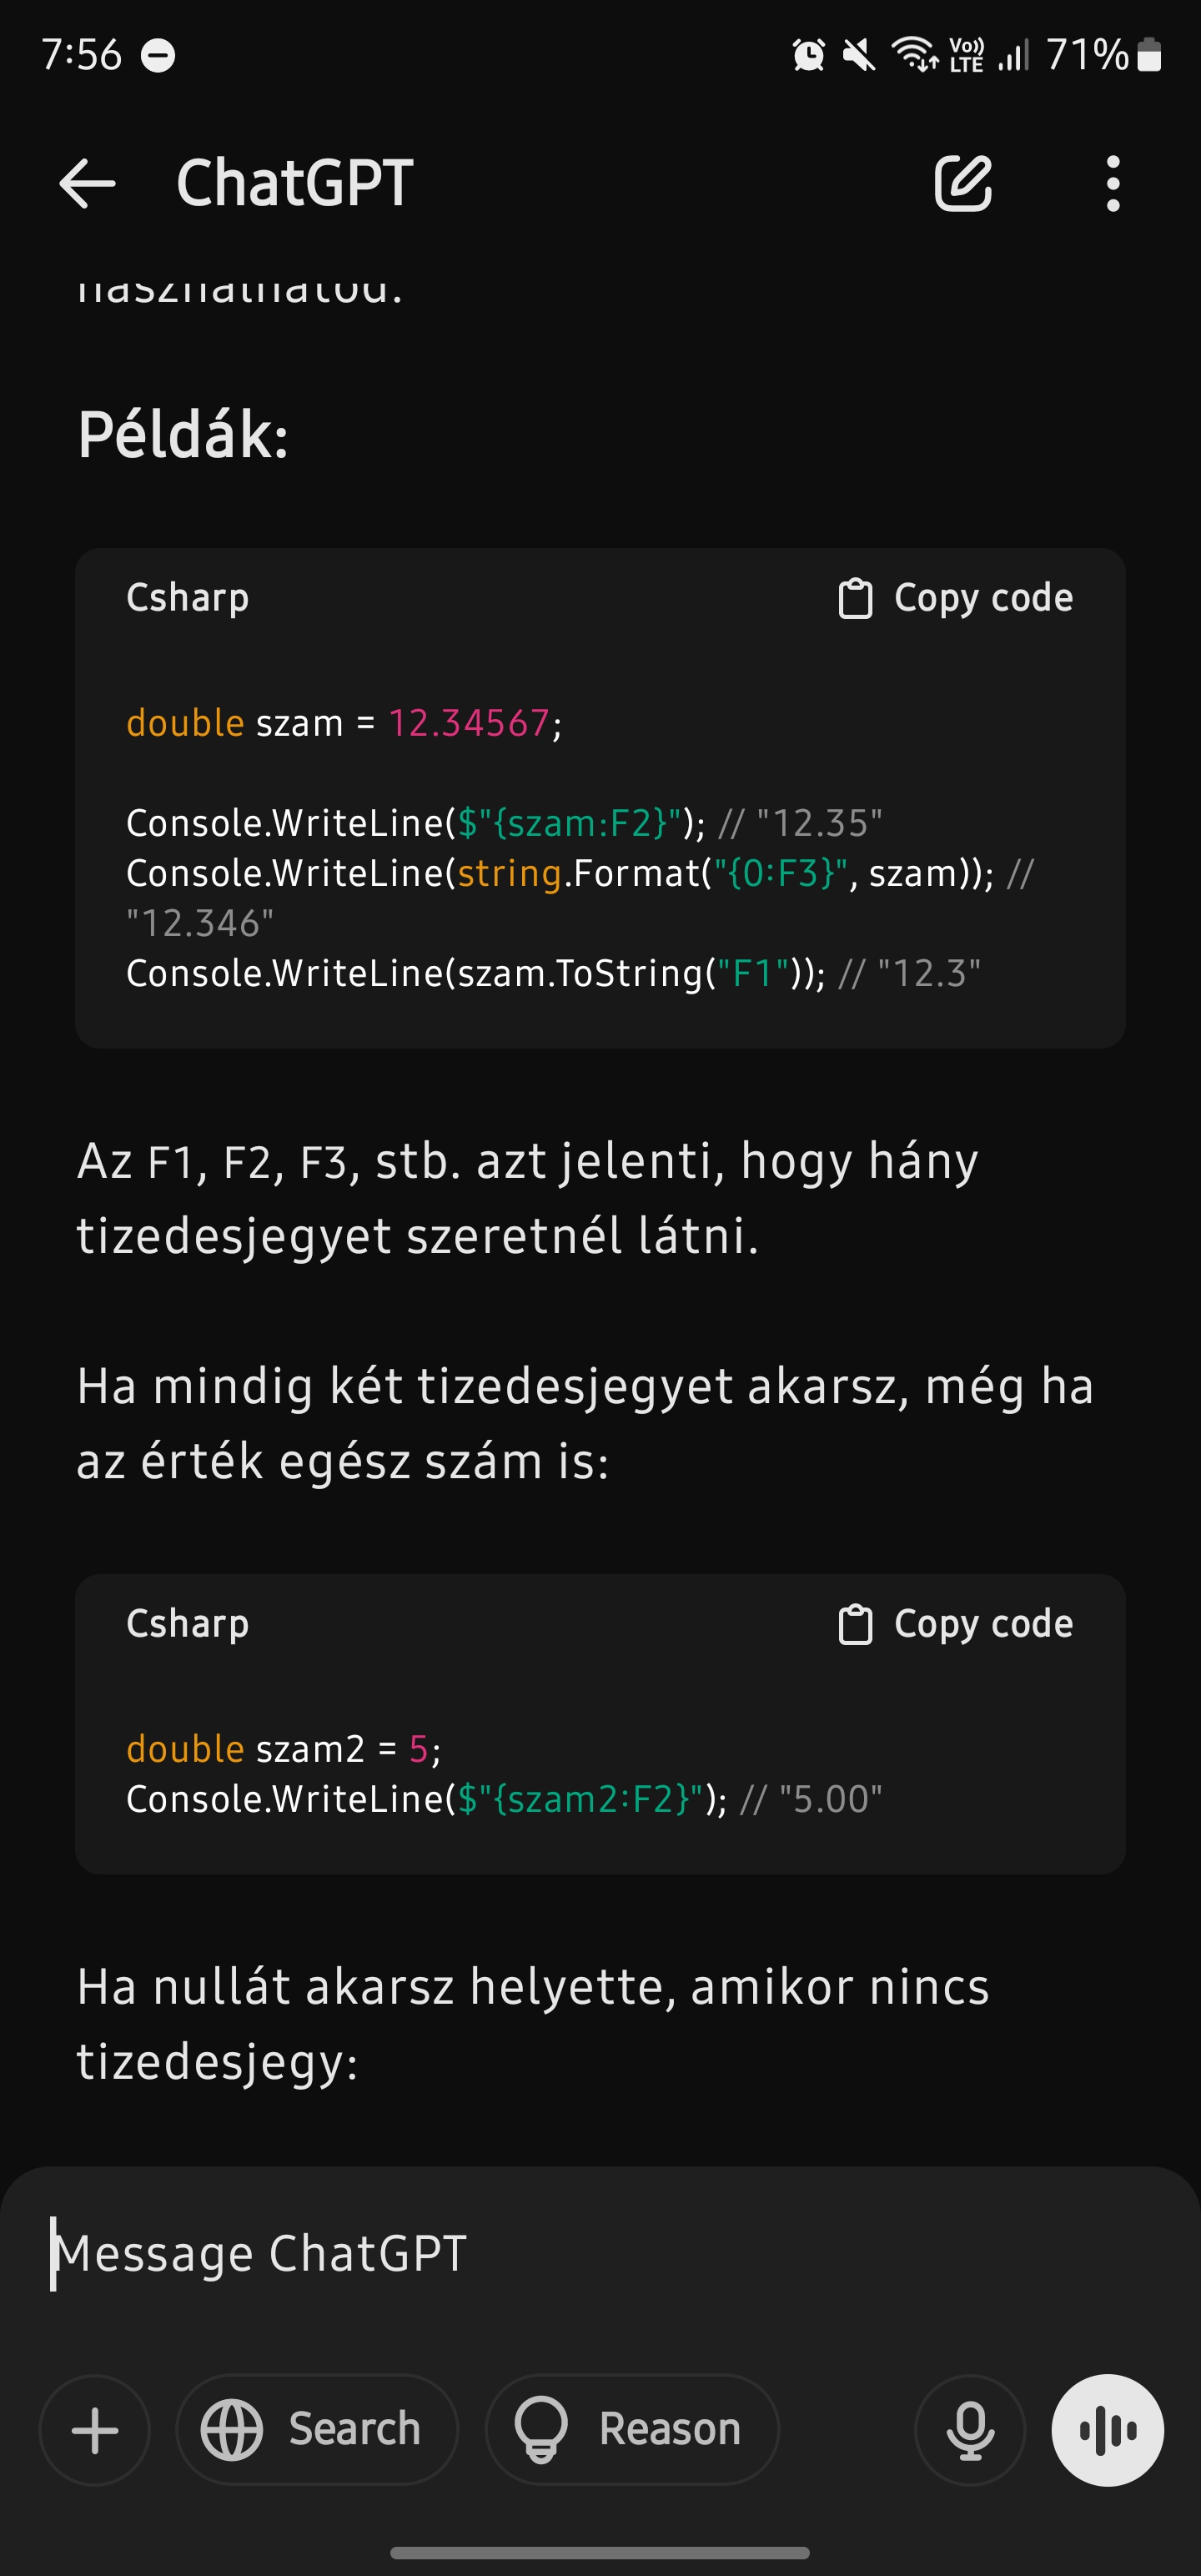 7:56
Vo)) LTE 71%
ChatGPT
használhatod:
Példák:
Csharp Copy code
double szam = 12.34567;
Console.WriteLine($"{szam:F2}"); // "12.35"
Console.WriteLine(string.Format("{0:F3}", szam)); //
"12.346"
Console.WriteLine(szam.ToString("F1")); // "12.3"
Az F1, F2, F3, stb. azt jelenti, hogy hány
tizedesjegyet szeretnél látni.
Ha mindig két tizedesjegyet akarsz, még ha
az érték egész szám is:
Csharp Copy code
double szam2 = 5;
Console.WriteLine($"{szam2:F2}"); // "5.00"
Ha nullát akarsz helyette, amikor nincs
tizedesjegy:
Message ChatGPT
Search Reason